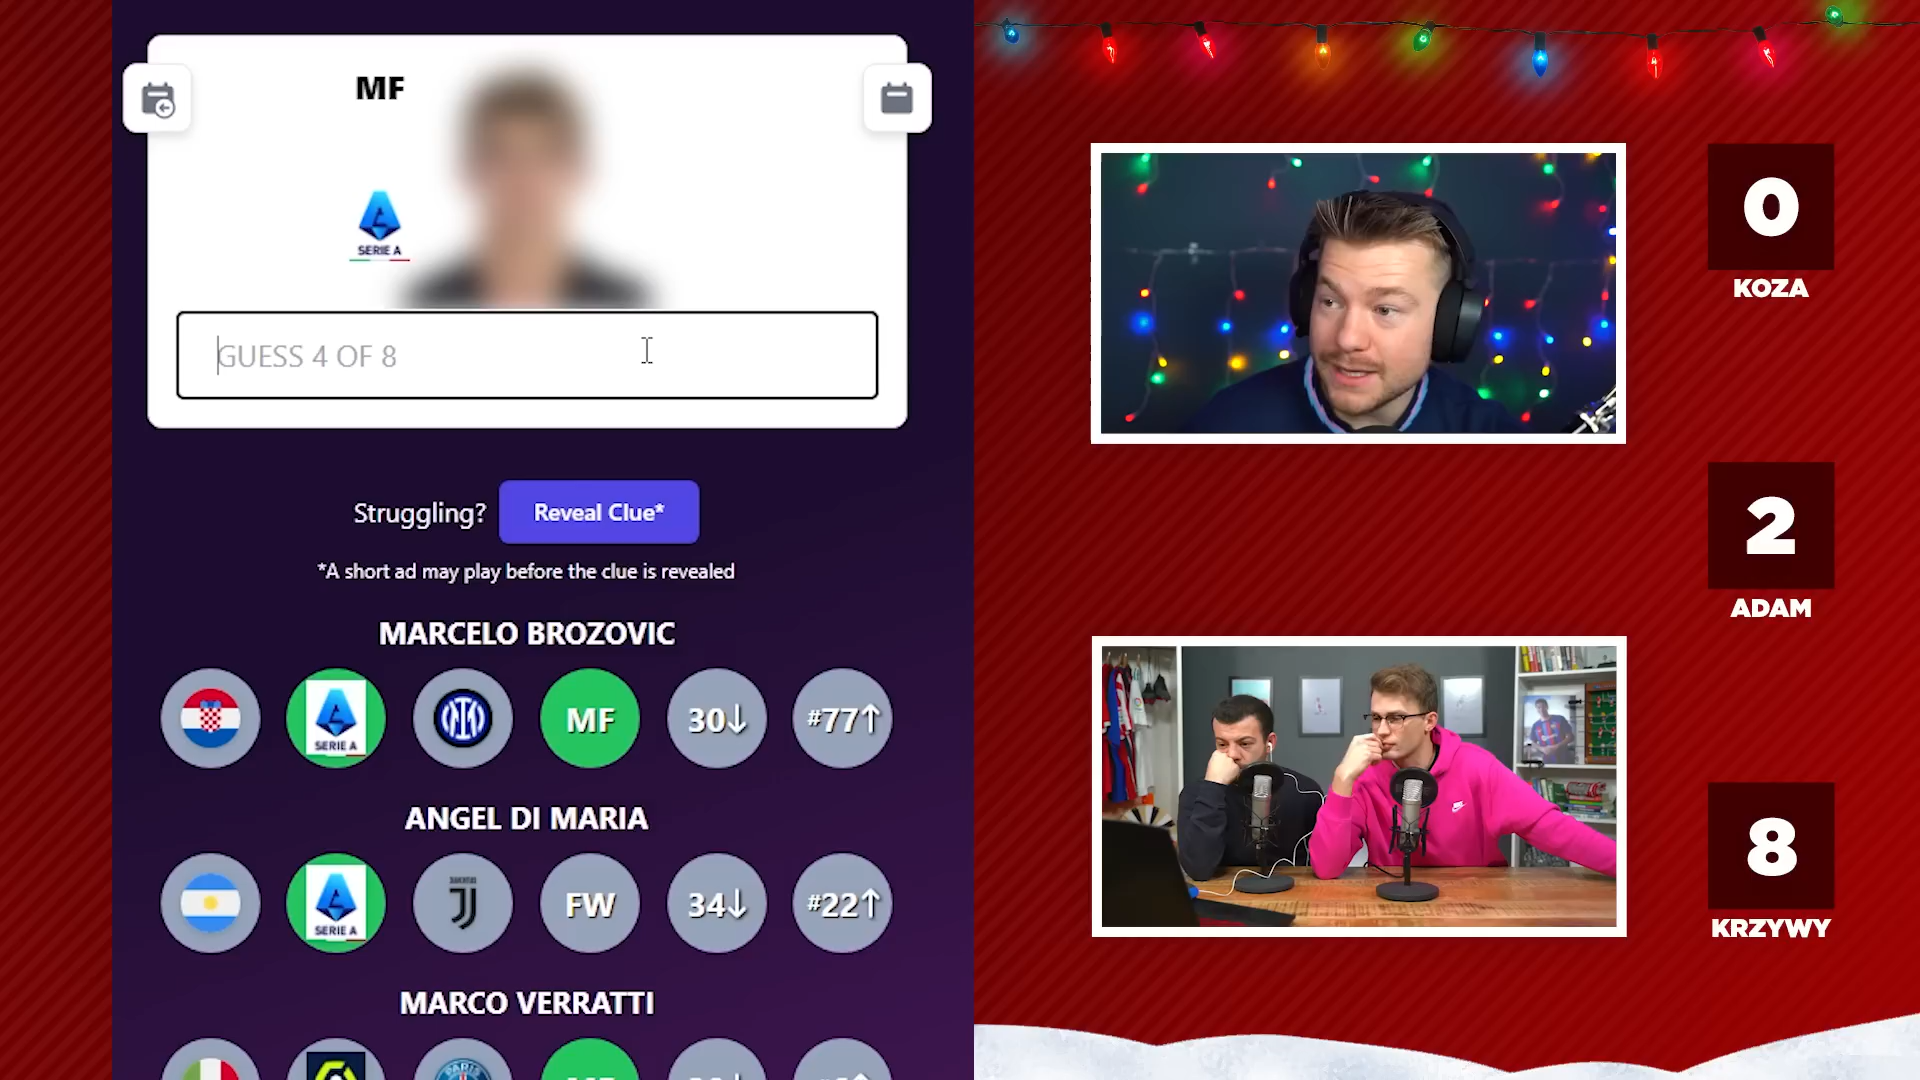 MF
SERIE A
GUESS 4 OF 8
Struggling?
Reveal Clue*
*A short ad may play before the clue is revealed
MARCELO BROZOVIC
SERIE A
MF
30↓
#77↑
ANGEL DI MARIA
SERIE A
FW
34↓
#22↑
MARCO VERRATTI
PARIS
0
KOZA
2
ADAM
8
KRZYWY